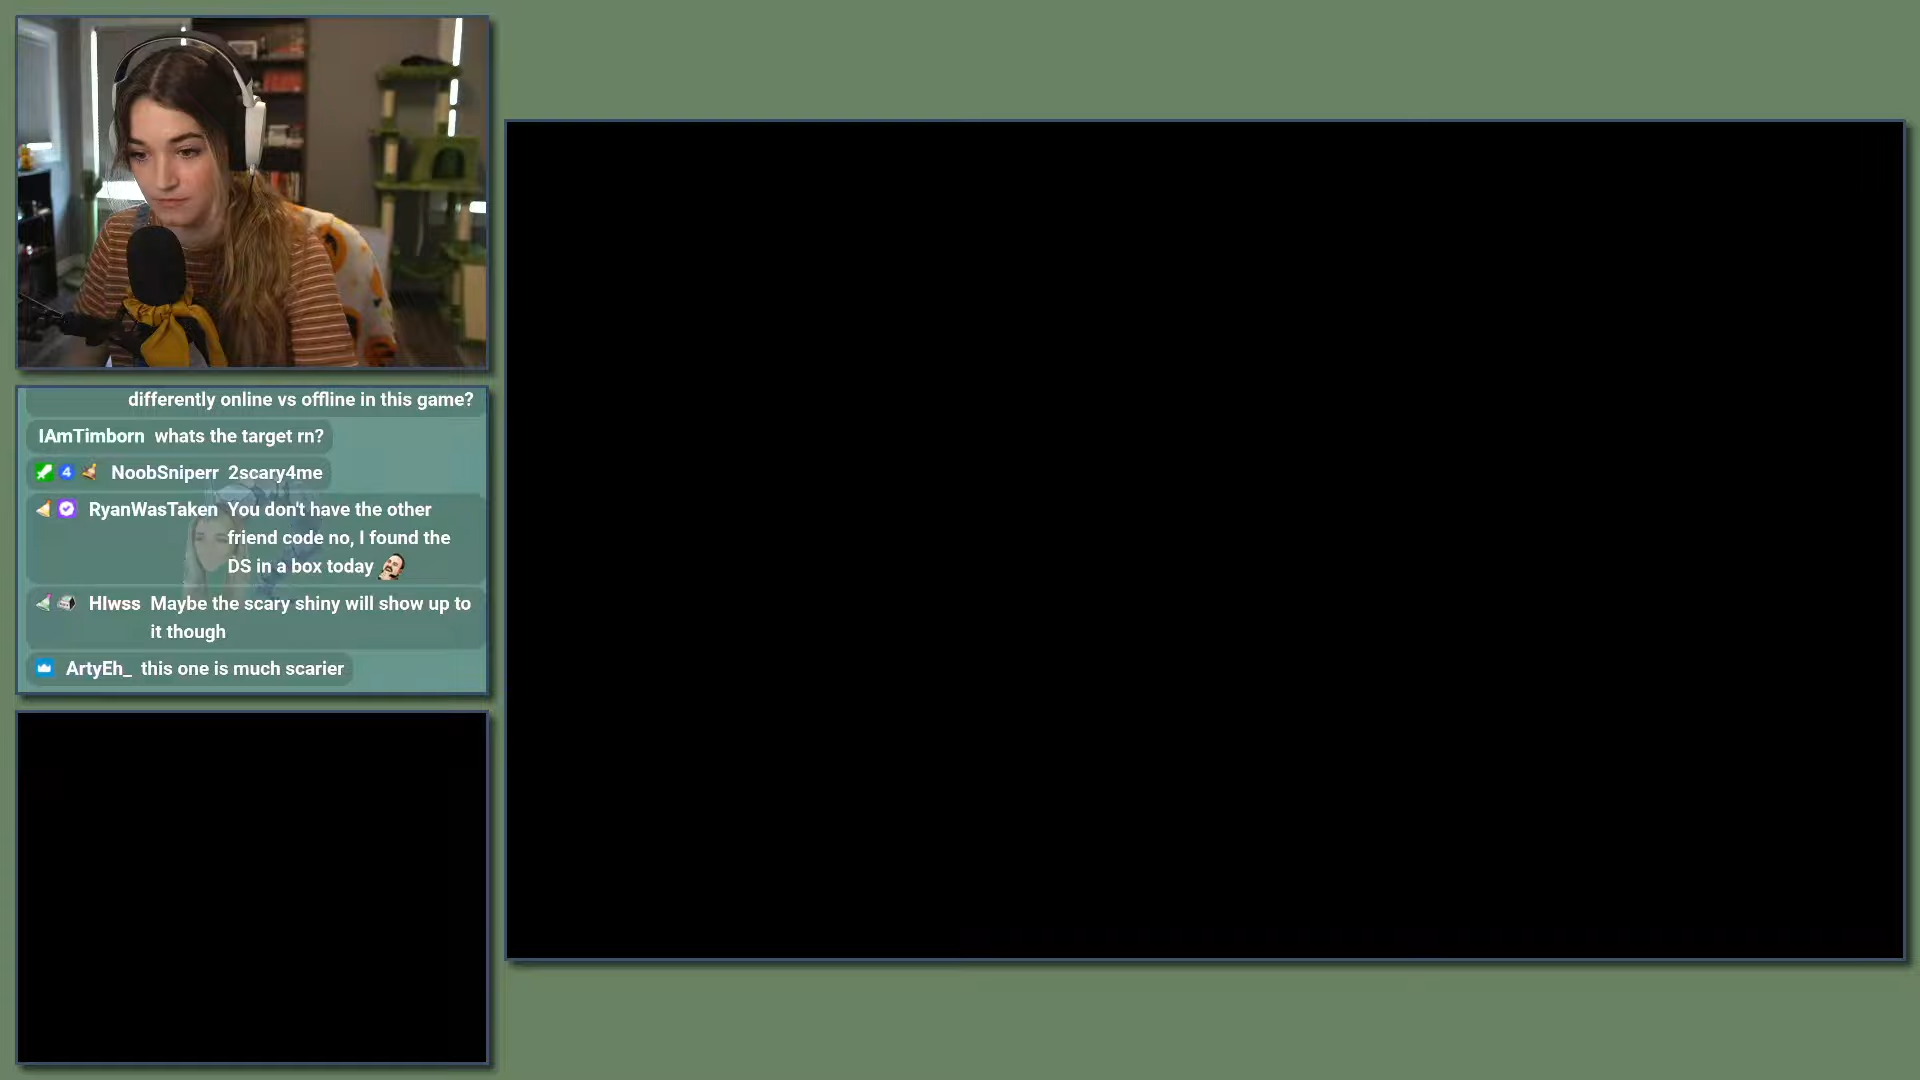 differently online vs offline in this game?
IAmTimborn whats the target rn?
4 NoobSniperr 2scary4me
RyanWasTaken You don't have the other
friend code no, I found the
DS in a box today
Hlwss Maybe the scary shiny will show up to
it though
ArtyEh_ this one is much scarier